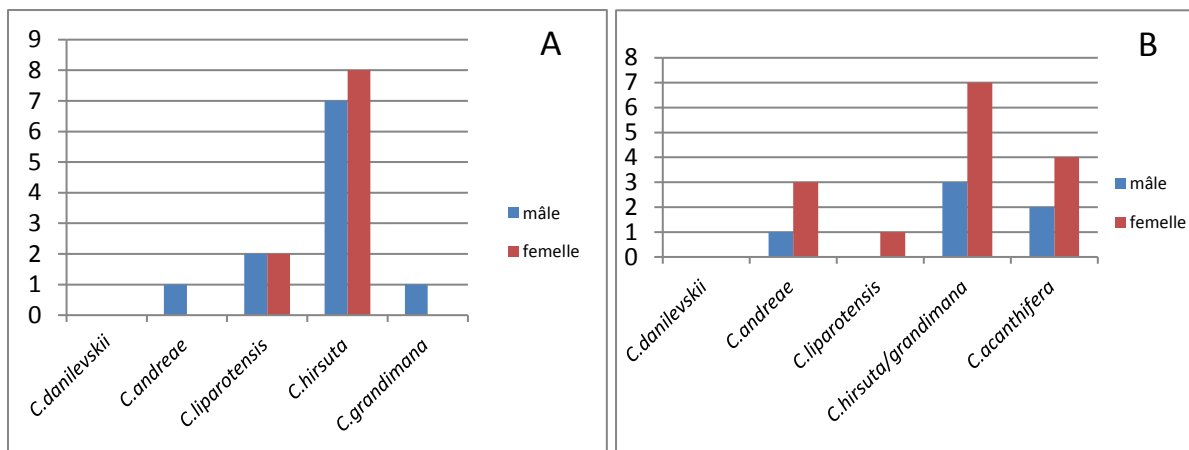 A
9
8
7
6
5
4
3
2
1
0
C.danilevskii
C.andreae
C.liparotensis
C.hirsuta
C.grandimana
mâle
femelle
B
8
7
6
5
4
3
2
1
0
C.danilevskii
C.andreae
C.liparotensis
C.hirsuta/grandimana
C.acanthifera
mâle
femelle